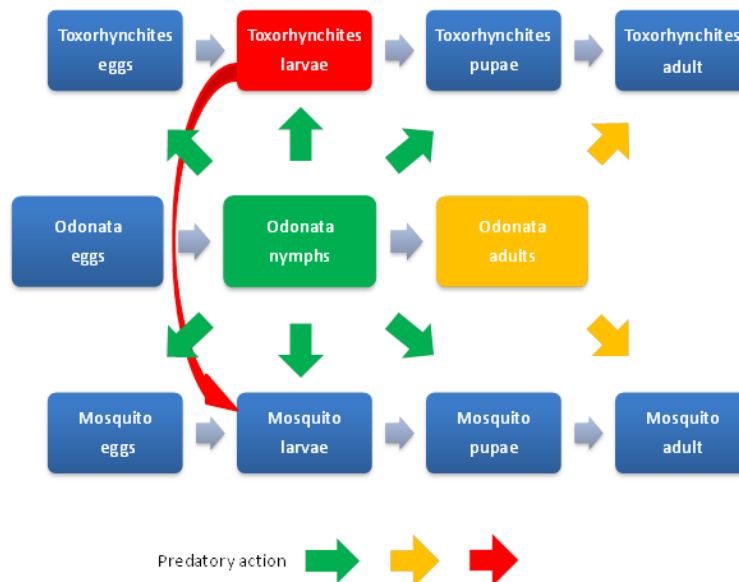 Toxorhynchites
eggs
Toxorhynchites
larvae
Toxorhynchites
pupae
Toxorhynchites
adult
Odonata
eggs
Odonata
nymphs
Odonata
adults
Mosquito
eggs
Mosquito
larvae
Mosquito
pupae
Mosquito
adult
Predatory action